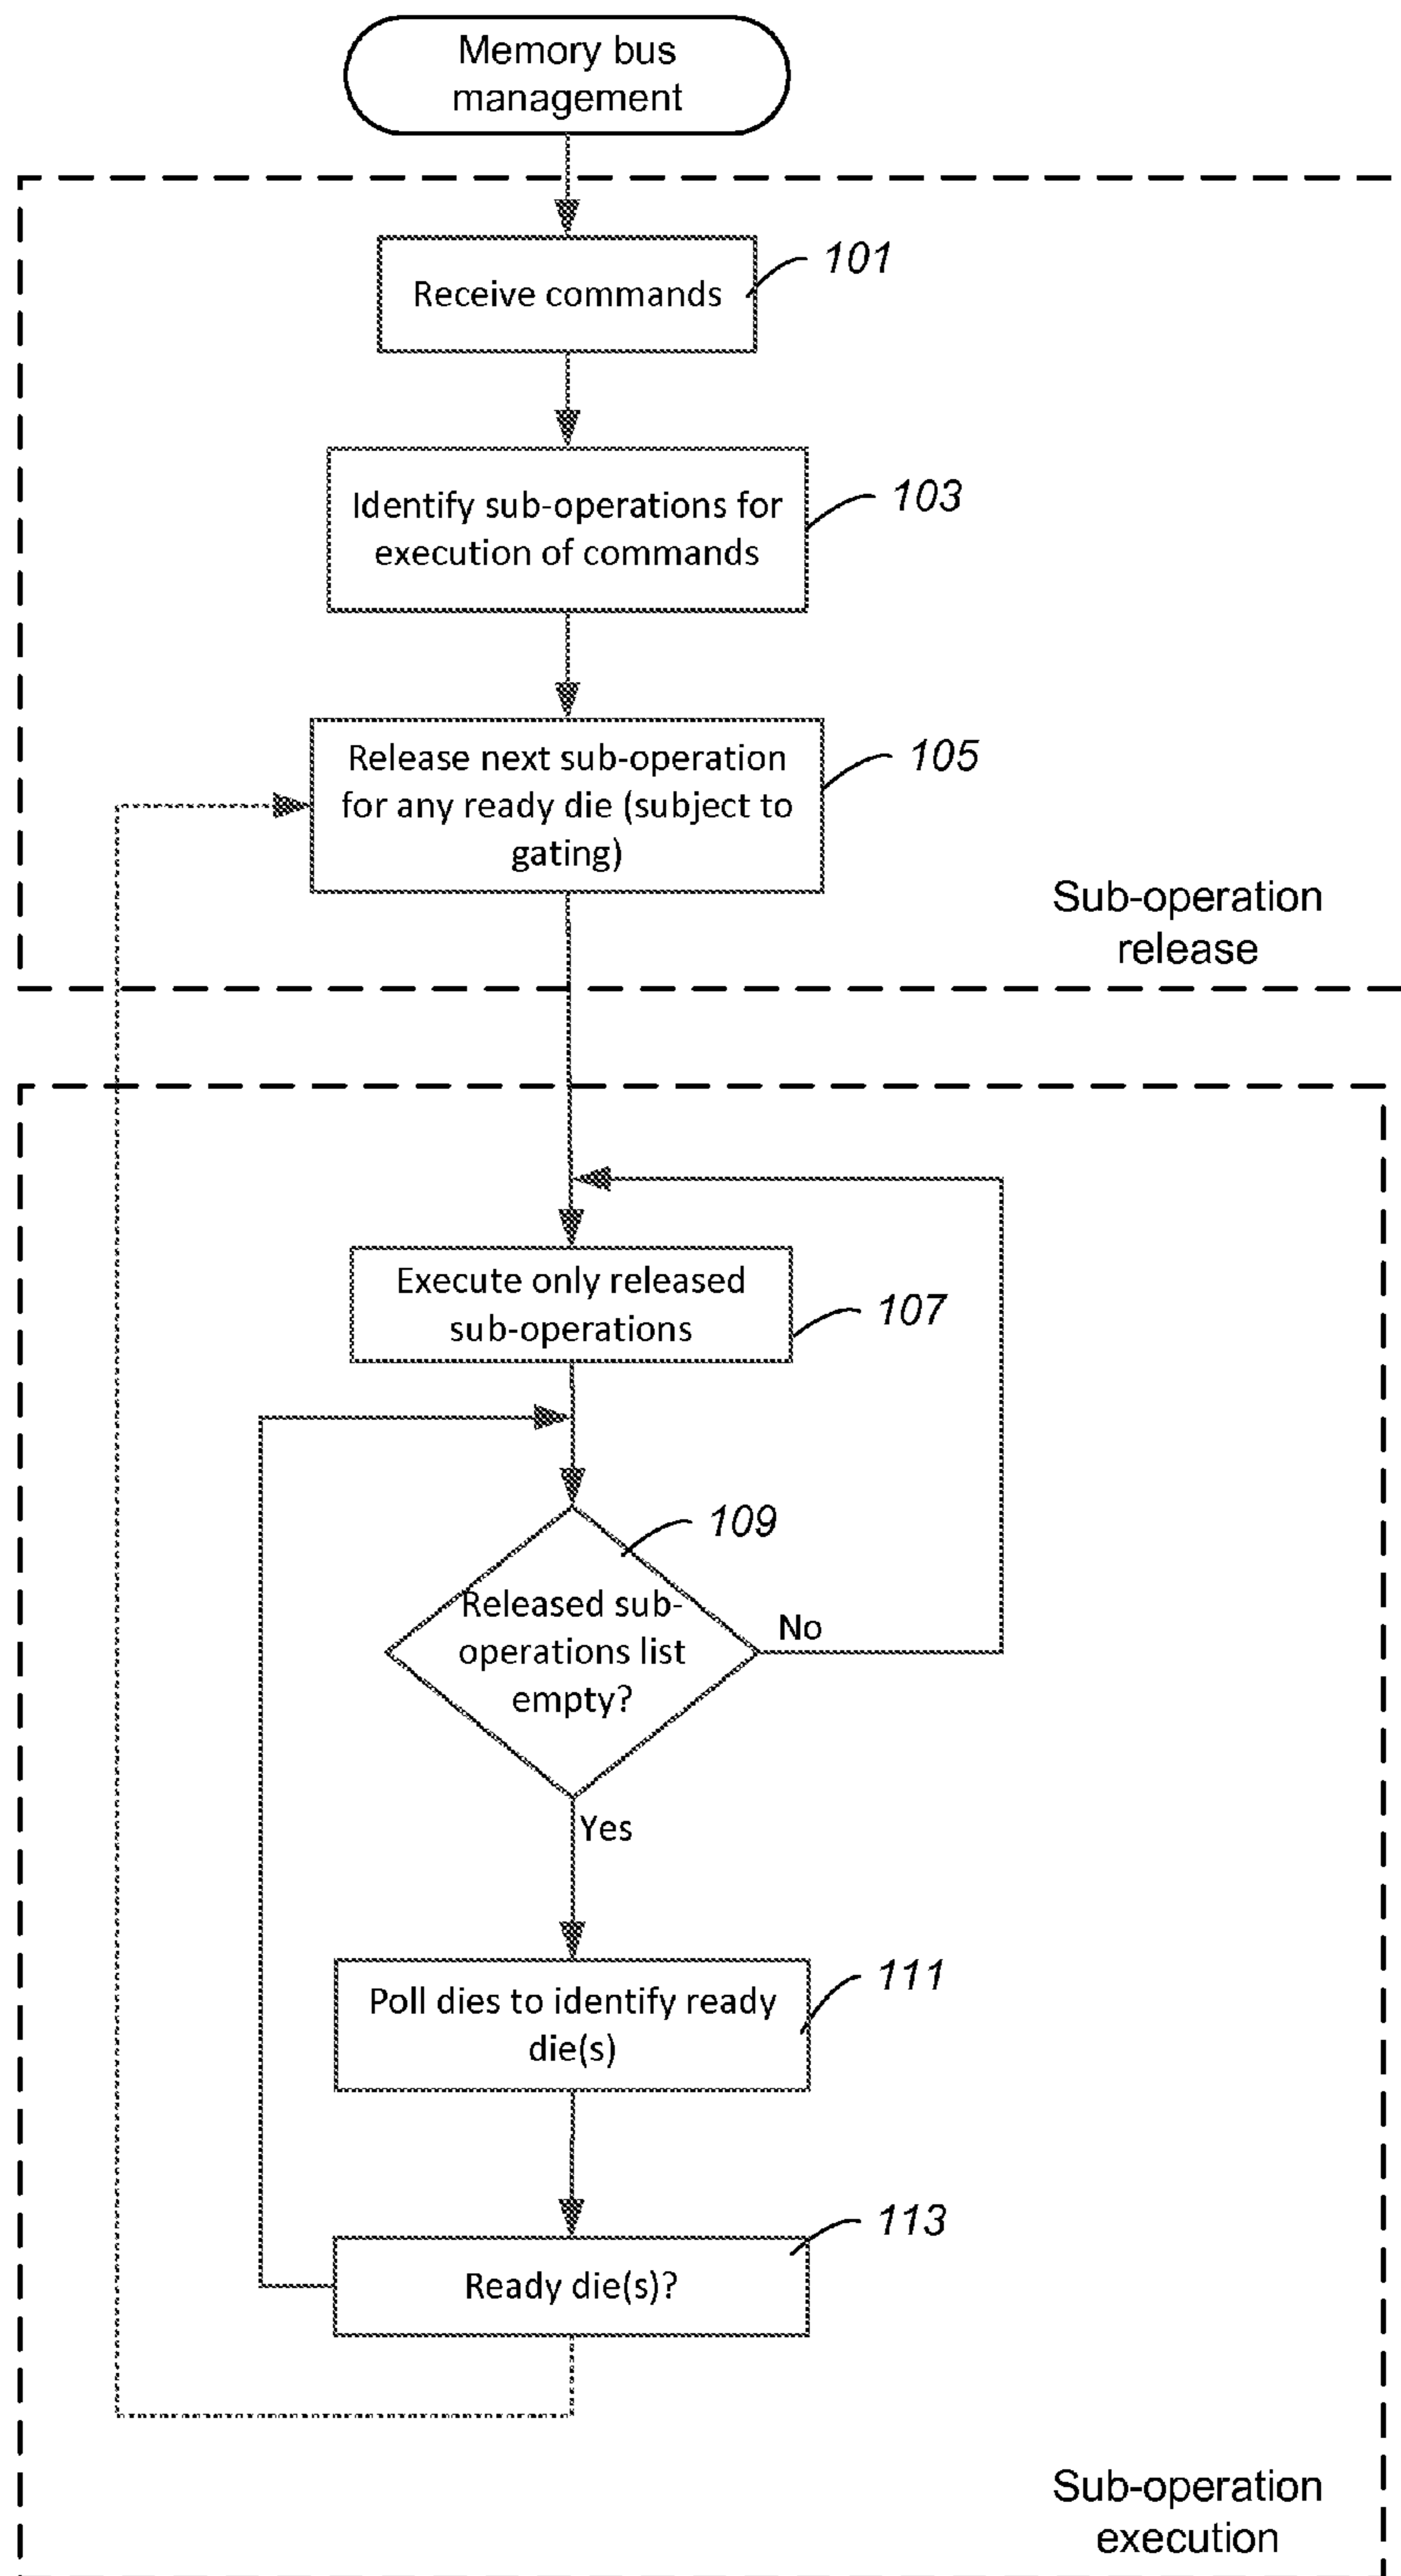 Memory bus
management
101
Receive commands
103
Identify sub-operations for
execution of commands
105
Release next sub-operation
for any ready die (subject to
gating)
Sub-operation
release
Execute only released
sub-operations
107
109
Released sub-
operations list
empty?
No
Yes
111
Poll dies to identify ready
die(s)
113
Ready die(s)?
Sub-operation
execution